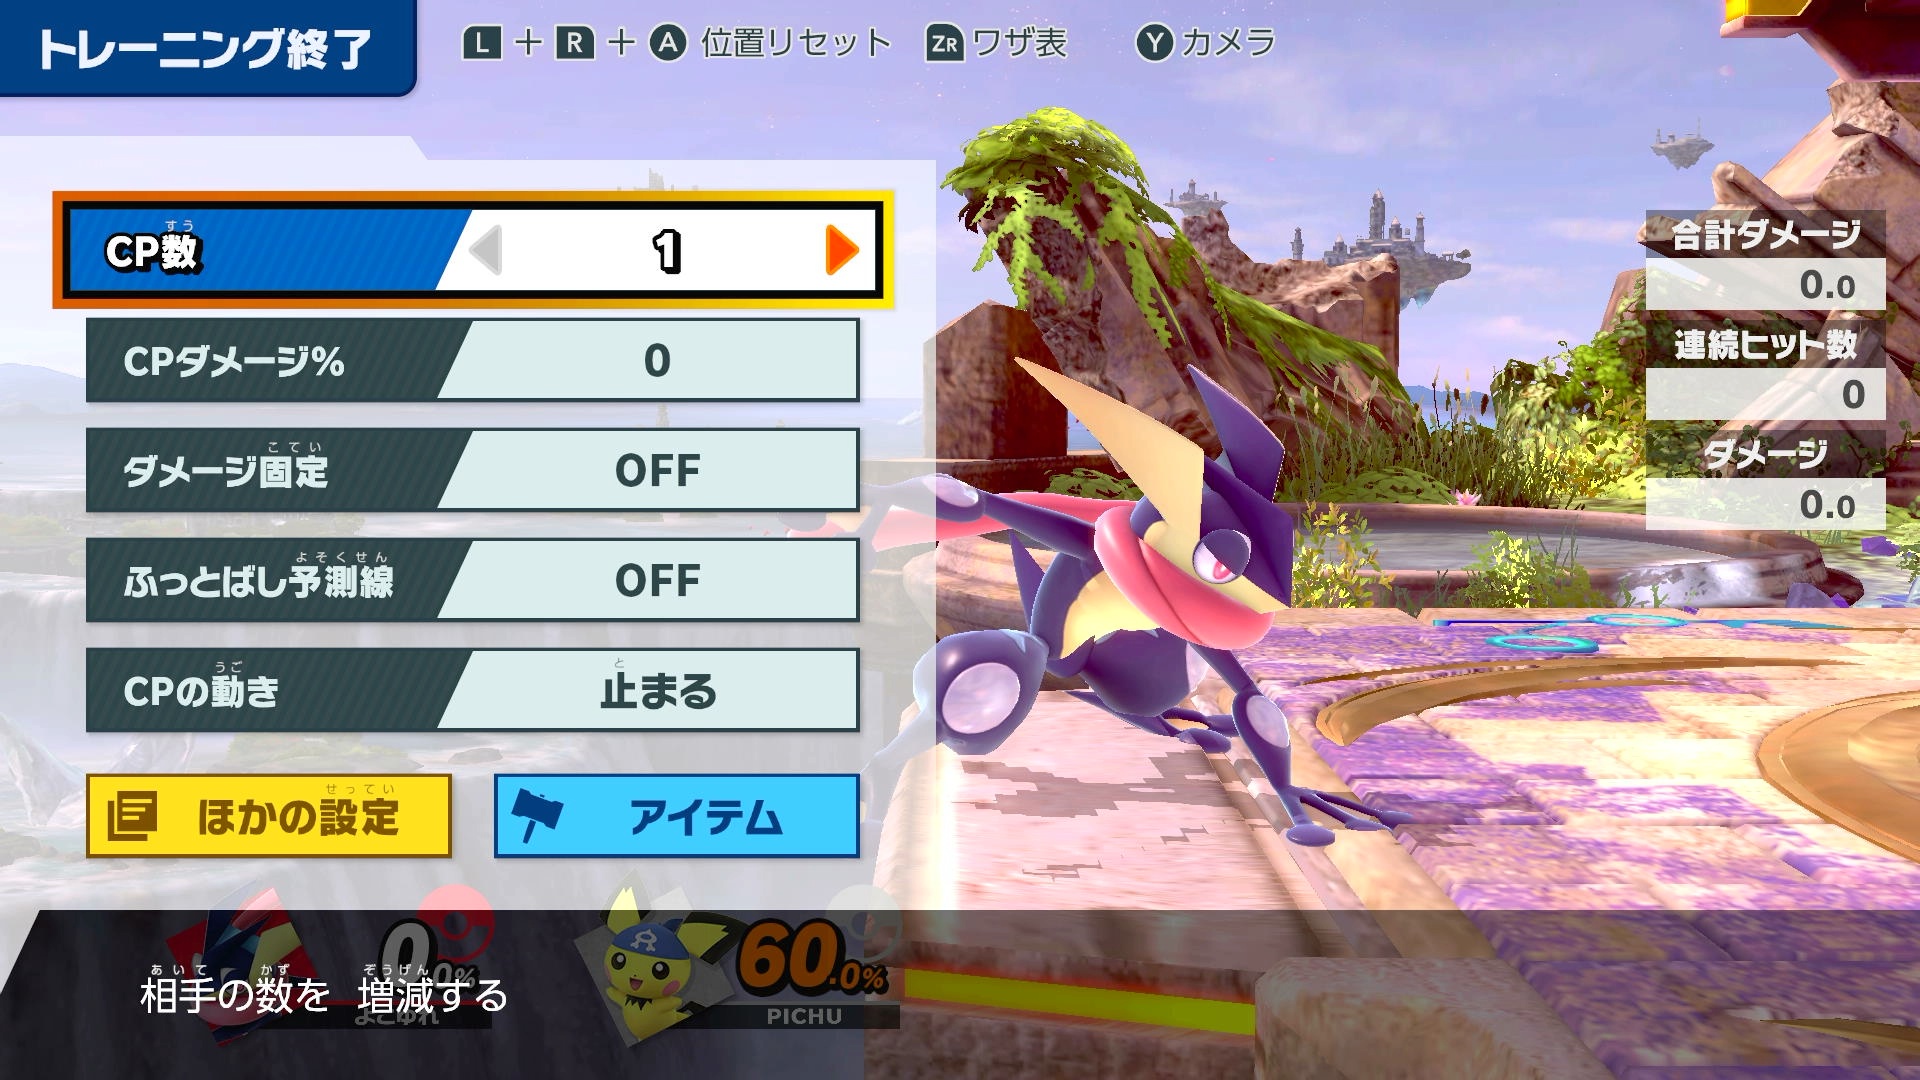 トレーニング終了
L + R + A 位置リセット ZR ワザ表 Y カメラ
すう
CP数 1
CPダメージ% 0
こてい
ダメージ固定 OFF
よそくせん
ふっとばし予測線 OFF
うご と
CPの動き 止まる
せってい
ほかの設定 アイテム
合計ダメージ
0.0
連続ヒット数
0
ダメージ
0.0
0.0% 60.0%
あいて かず ぞうげん
相手の数を 増減する
PICHU